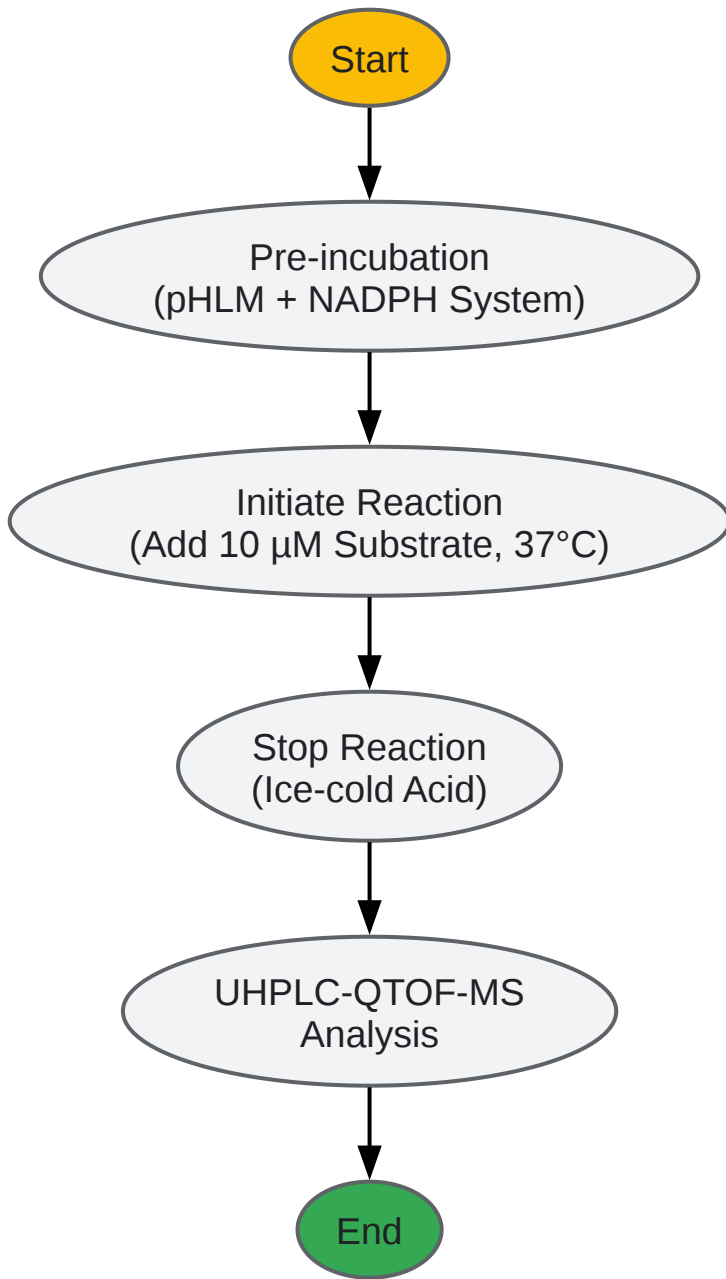 Start
Pre-incubation
(pHLM + NADPH System)
Initiate Reaction
(Add 10 µM Substrate, 37°C)
Stop Reaction
(Ice-cold Acid)
UHPLC-QTOF-MS
Analysis
End